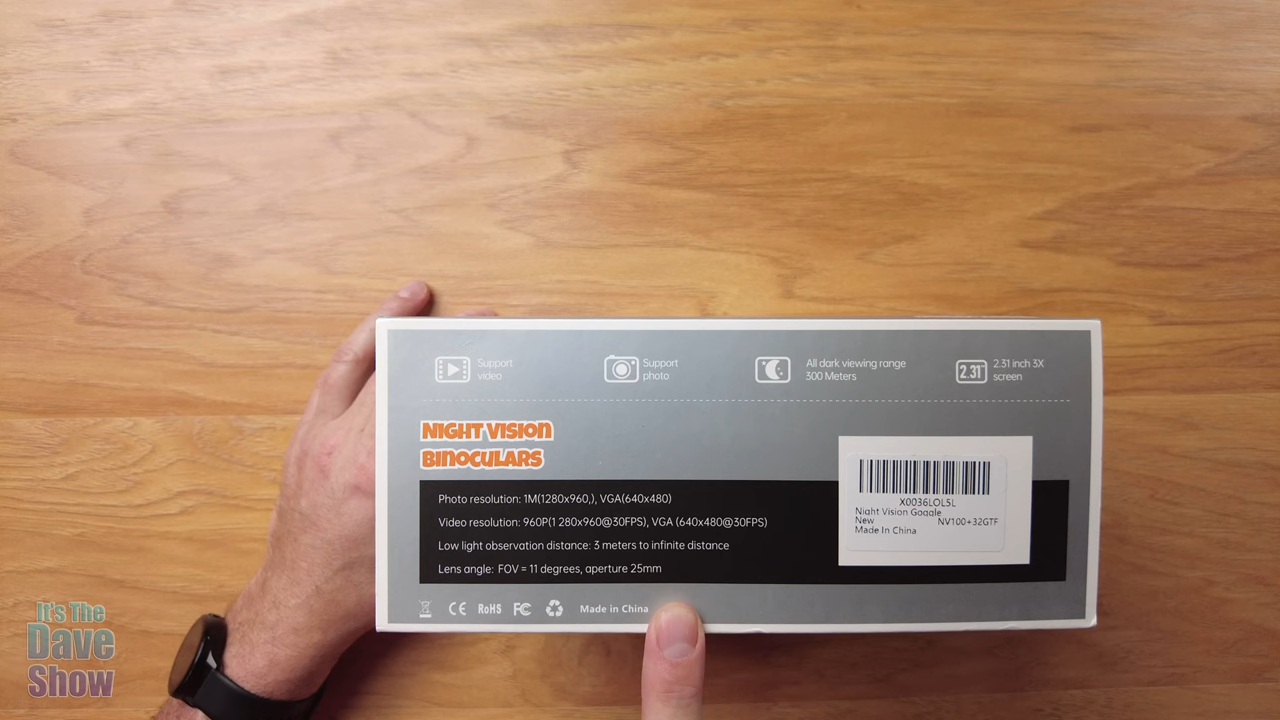 Support
video
Support
photo
All dark viewing range
300 Meters
2.31"
2.31 inch 3X
screen
NIGHT VISION
BINOCULARS
Photo resolution: 1M(1280x960,), VGA(640x480)
Video resolution: 960P(1 280x960@30FPS), VGA (640x480@30FPS)
Low light observation distance: 3 meters to infinite distance
Lens angle: FOV = 11 degrees, aperture 25mm
X0036LOL5L
Night Vision Goggle
New NV100+32GTF
Made In China
CE RoHS FC Made in China
It's The
Dave
Show